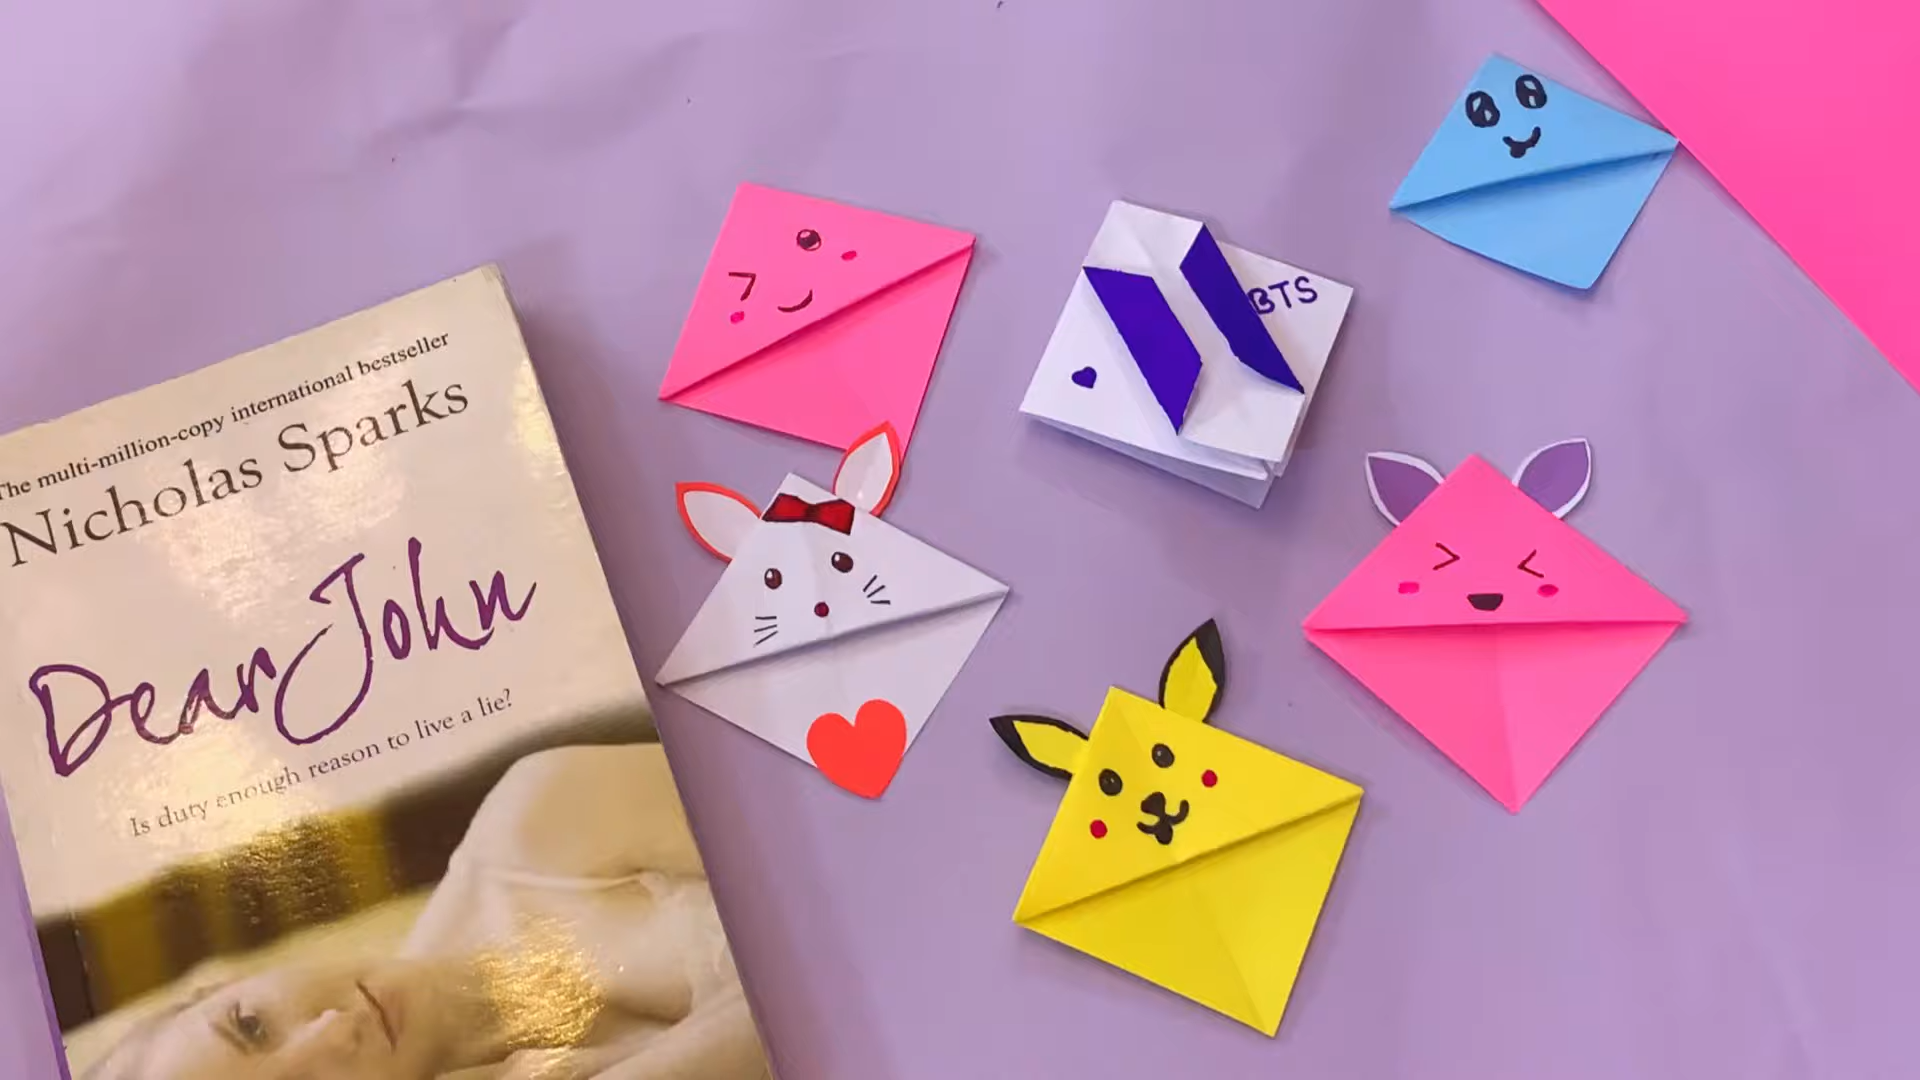 The multi-million-copy international bestseller
Nicholas Sparks
Dear John
Is duty enough reason to live a lie?
BTS